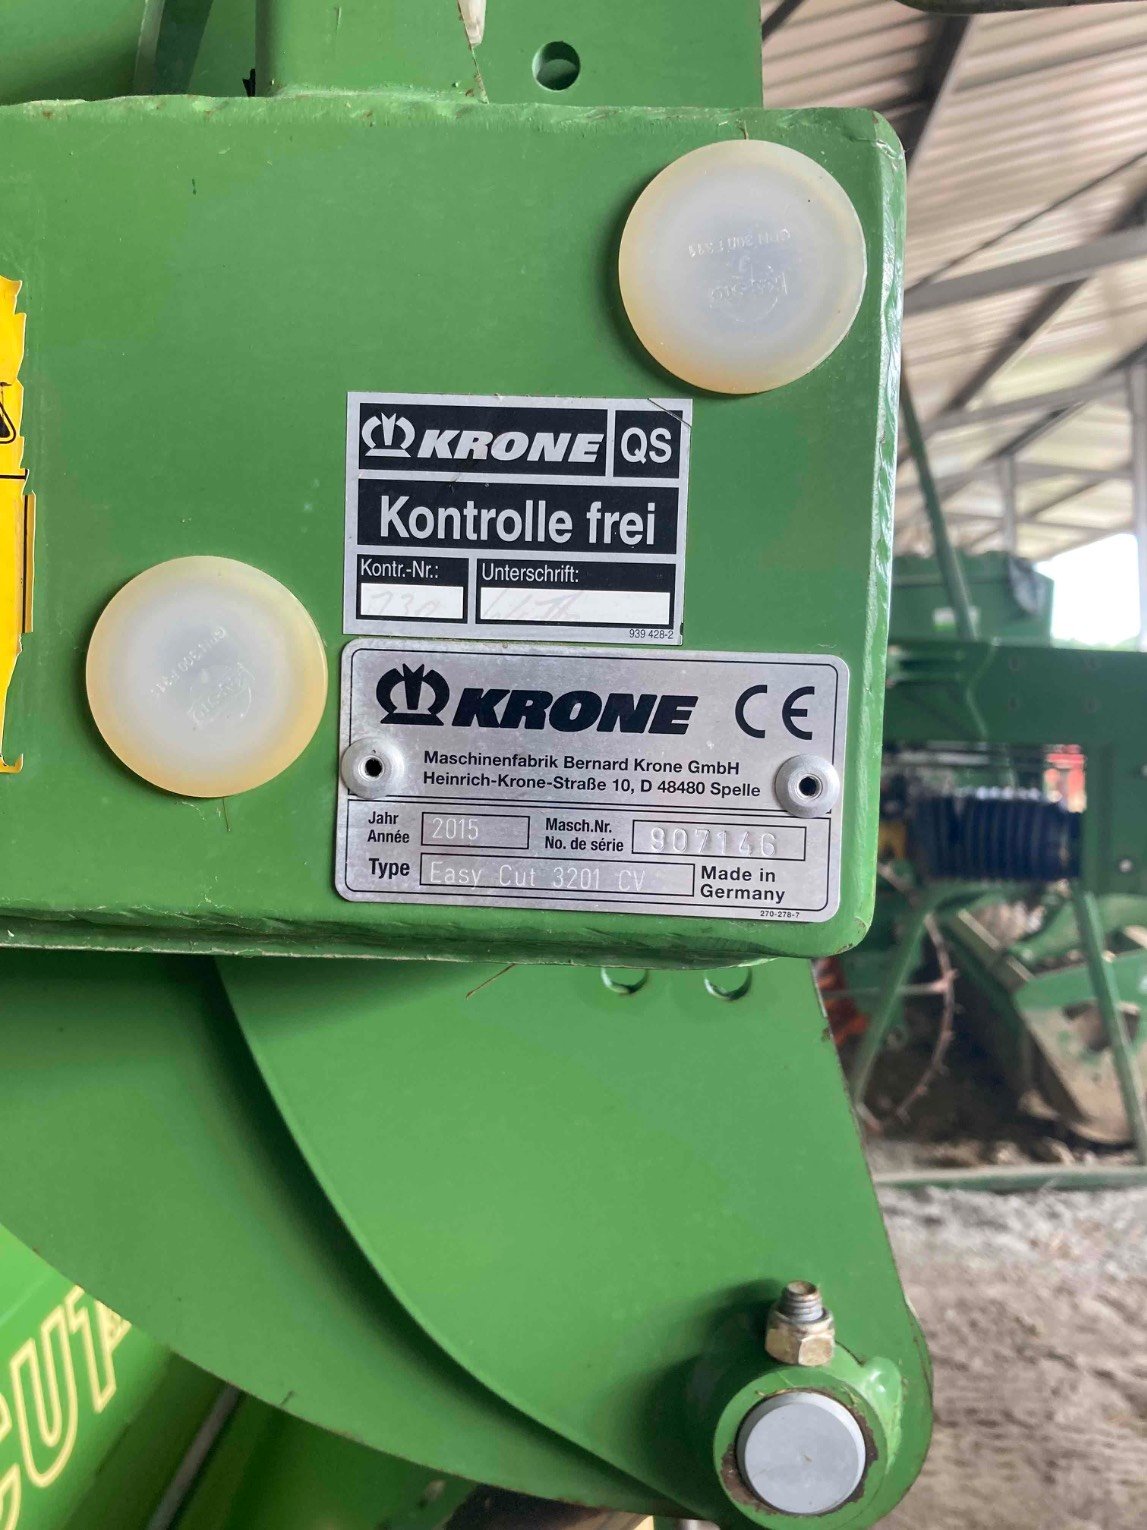 KRONE QS
Kontrolle frei
Kontr.-Nr.: Unterschrift:
730
939 428-2
KRONE CE
Maschinenfabrik Bernard Krone GmbH
Heinrich-Krone-Straße 10, D 48480 Spelle
Jahr
Année
2015
Masch.Nr.
No. de série
907146
Type
Easy Cut 3201 CV
Made in
Germany
270-278-7
CUT